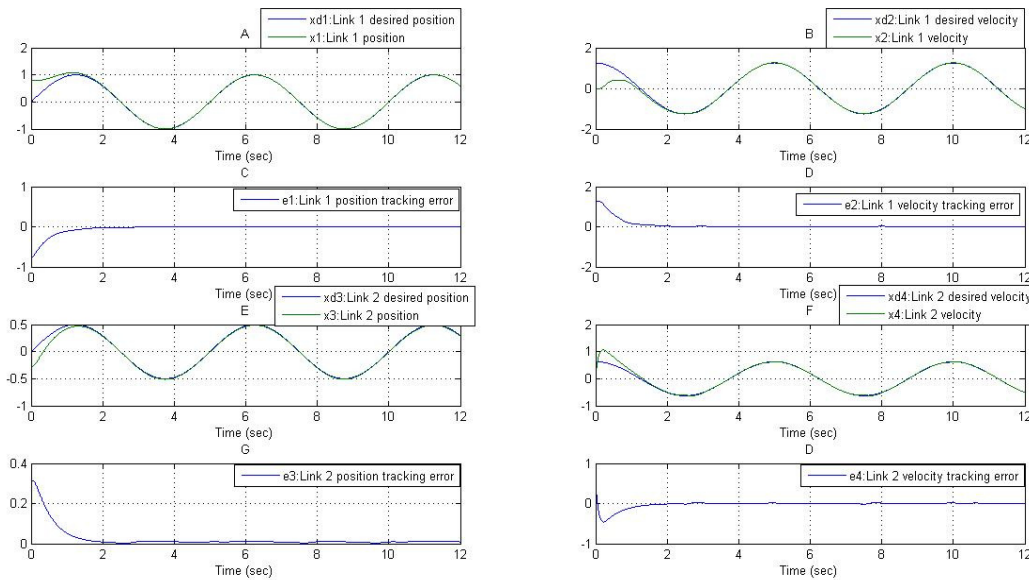 A
xd1:Link 1 desired position
x1:Link 1 position
2
1
0
-1
0 2 4 6 8 10 12
Time (sec)
B
xd2:Link 1 desired velocity
x2:Link 1 velocity
2
0
-2
0 2 4 6 8 10 12
Time (sec)
C
e1:Link 1 position tracking error
1
0
-1
0 2 4 6 8 10 12
Time (sec)
D
e2:Link 1 velocity tracking error
2
0
-2
0 2 4 6 8 10 12
Time (sec)
E
xd3:Link 2 desired position
x3:Link 2 position
0.5
0
-0.5
-1
0 2 4 6 8 10 12
Time (sec)
F
xd4:Link 2 desired velocity
x4:Link 2 velocity
2
1
0
-1
0 2 4 6 8 10 12
Time (sec)
G
e3:Link 2 position tracking error
0.4
0.2
0
0 2 4 6 8 10 12
Time (sec)
D
e4:Link 2 velocity tracking error
1
0
-1
0 2 4 6 8 10 12
Time (sec)